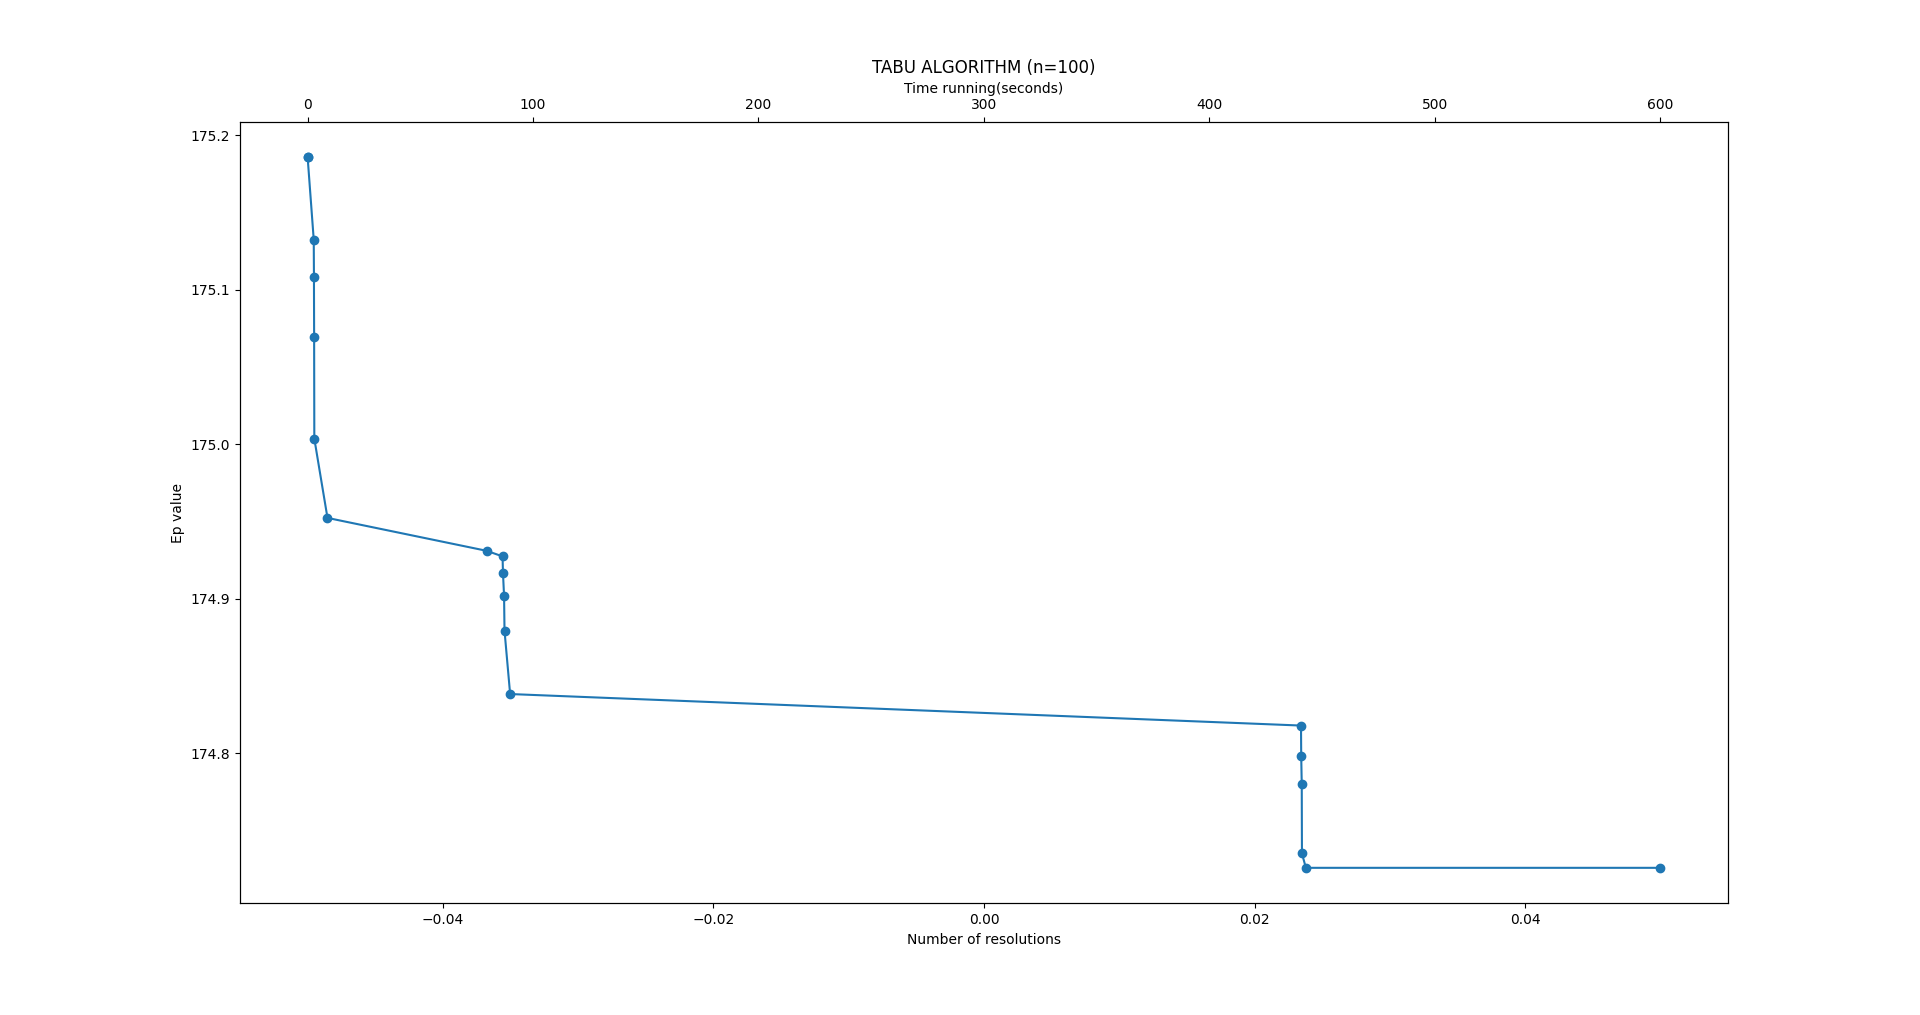 TABU ALGORITHM (n=100)
Time running(seconds)
0 100 200 300 400 500 600
175.2
175.1
175.0
174.9
174.8
Ep value
−0.04 −0.02 0.00 0.02 0.04
Number of resolutions